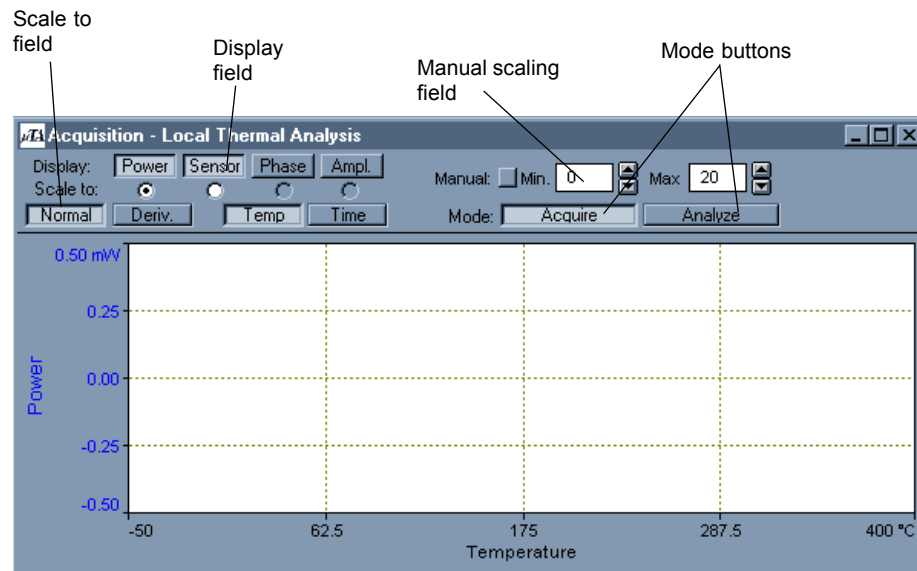 Scale to
field
Display
field
Manual scaling
field
Mode buttons
µTA Acquisition - Local Thermal Analysis
Display: Power Sensor Phase Ampl. Manual: Min. 0 Max 20
Scale to:
Normal Deriv. Temp Time Mode: Acquire Analyze
0.50 mW
0.25
0.00
-0.25
-0.50
Power
-50 62.5 175 287.5 400 °C
Temperature